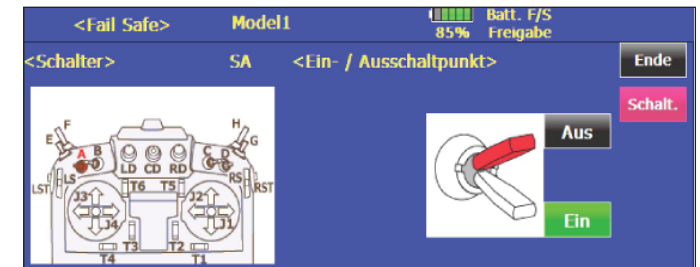 <Fail Safe> Model1 85% Batt. F/S Freigabe
<Schalter> SA <Ein- / Ausschaltpunkt> Ende
Schalt.
Aus
Ein
F H
E A B C D G
LD CD RD
LST LS T6 T5 RS RST
J3 J2
J4 J1
T3 T2
T4 T1